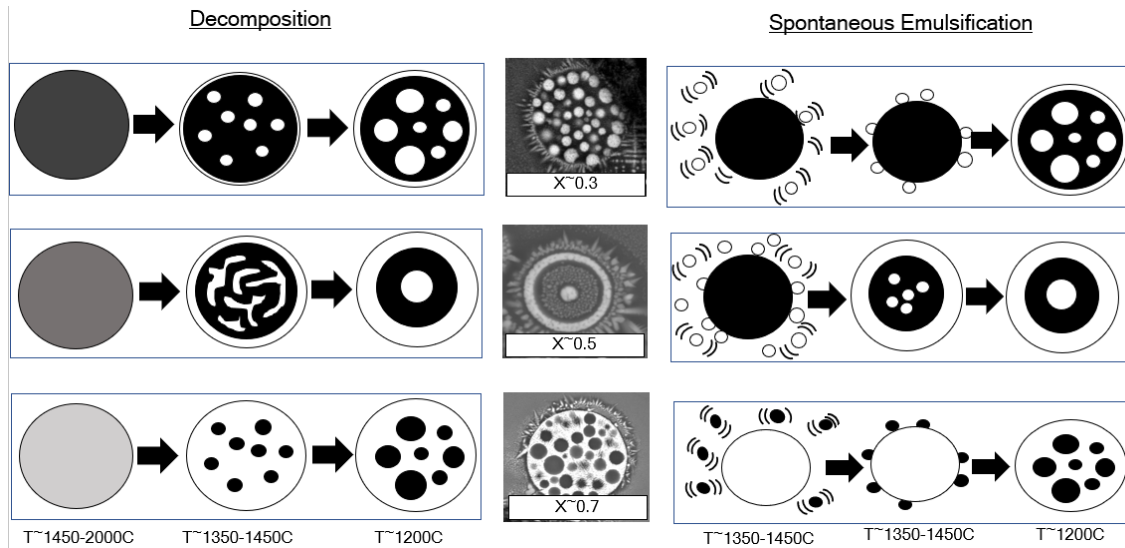 Decomposition
Spontaneous Emulsification
X~0.3
X~0.5
X~0.7
T~1450-2000C
T~1350-1450C
T~1200C
T~1350-1450C
T~1350-1450C
T~1200C